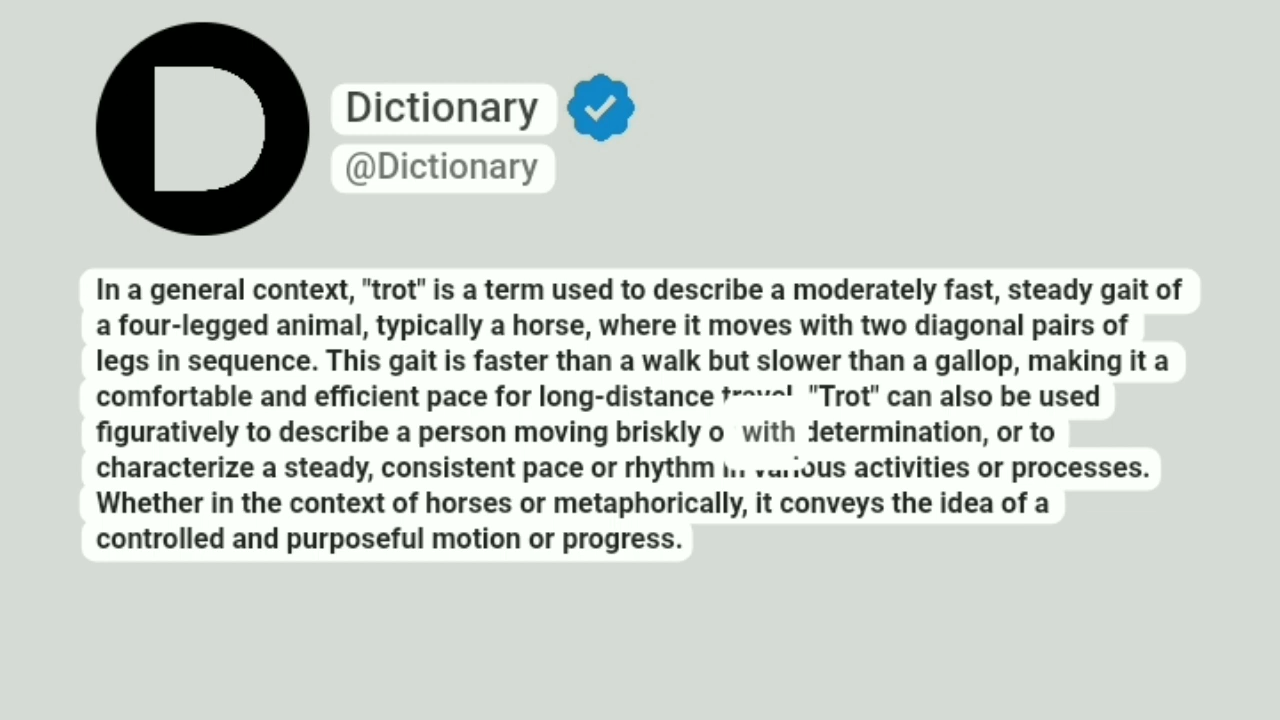 D
Dictionary
@Dictionary
In a general context, "trot" is a term used to describe a moderately fast, steady gait of
a four-legged animal, typically a horse, where it moves with two diagonal pairs of
legs in sequence. This gait is faster than a walk but slower than a gallop, making it a
comfortable and efficient pace for long-distance travel. "Trot" can also be used
figuratively to describe a person moving briskly o with determination, or to
characterize a steady, consistent pace or rhythm in various activities or processes.
Whether in the context of horses or metaphorically, it conveys the idea of a
controlled and purposeful motion or progress.